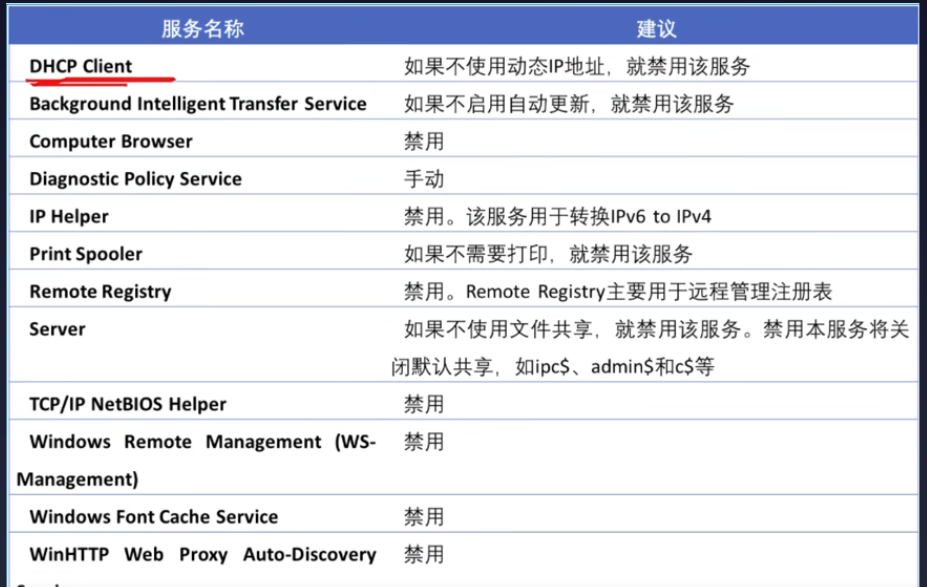 服务名称 建议
DHCP Client 如果不使用动态IP地址，就禁用该服务
Background Intelligent Transfer Service 如果不启用自动更新，就禁用该服务
Computer Browser 禁用
Diagnostic Policy Service 手动
IP Helper 禁用。该服务用于转换IPv6 to IPv4
Print Spooler 如果不需要打印，就禁用该服务
Remote Registry 禁用。Remote Registry主要用于远程管理注册表
Server 如果不使用文件共享，就禁用该服务。禁用本服务将关
闭默认共享，如ipc$、admin$和c$等
TCP/IP NetBIOS Helper 禁用
Windows Remote Management (WS- 禁用
Management)
Windows Font Cache Service 禁用
WinHTTP Web Proxy Auto-Discovery 禁用